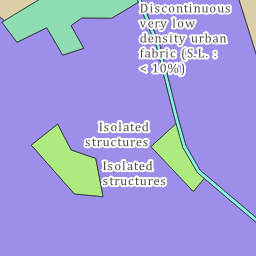 Discontinuous
very low
density urban
fabric (S.L. :
< 10%)
Isolated
structures
Isolated
structures